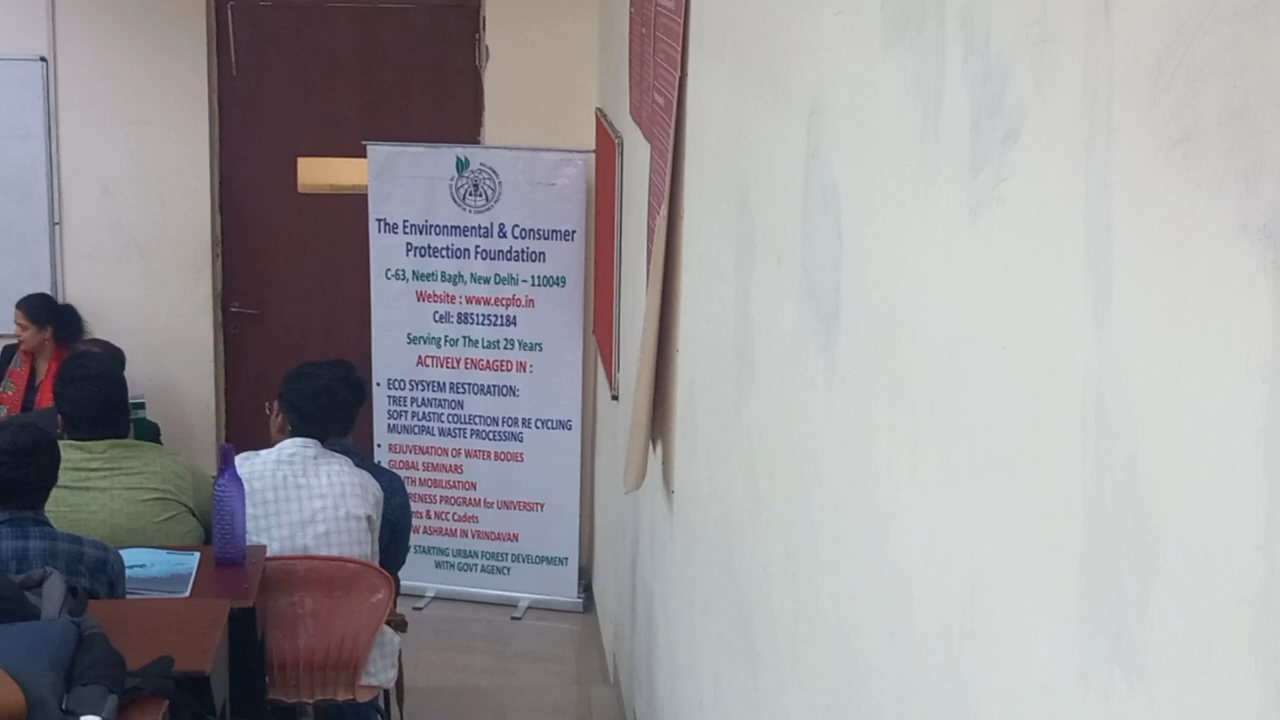 The Environmental & Consumer
Protection Foundation
C-63, Neeti Bagh, New Delhi – 110049
Website : www.ecpfo.in
Cell: 8851252184
Serving For The Last 29 Years
ACTIVELY ENGAGED IN :
• ECO SYSYEM RESTORATION:
TREE PLANTATION
SOFT PLASTIC COLLECTION FOR RE CYCLING
MUNICIPAL WASTE PROCESSING
• REJUVENATION OF WATER BODIES
• GLOBAL SEMINARS
TH MOBILISATION
RENESS PROGRAM for UNIVERSITY
nts & NCC Cadets
W ASHRAM IN VRINDAVAN
Y STARTING URBAN FOREST DEVELOPMENT
WITH GOVT AGENCY